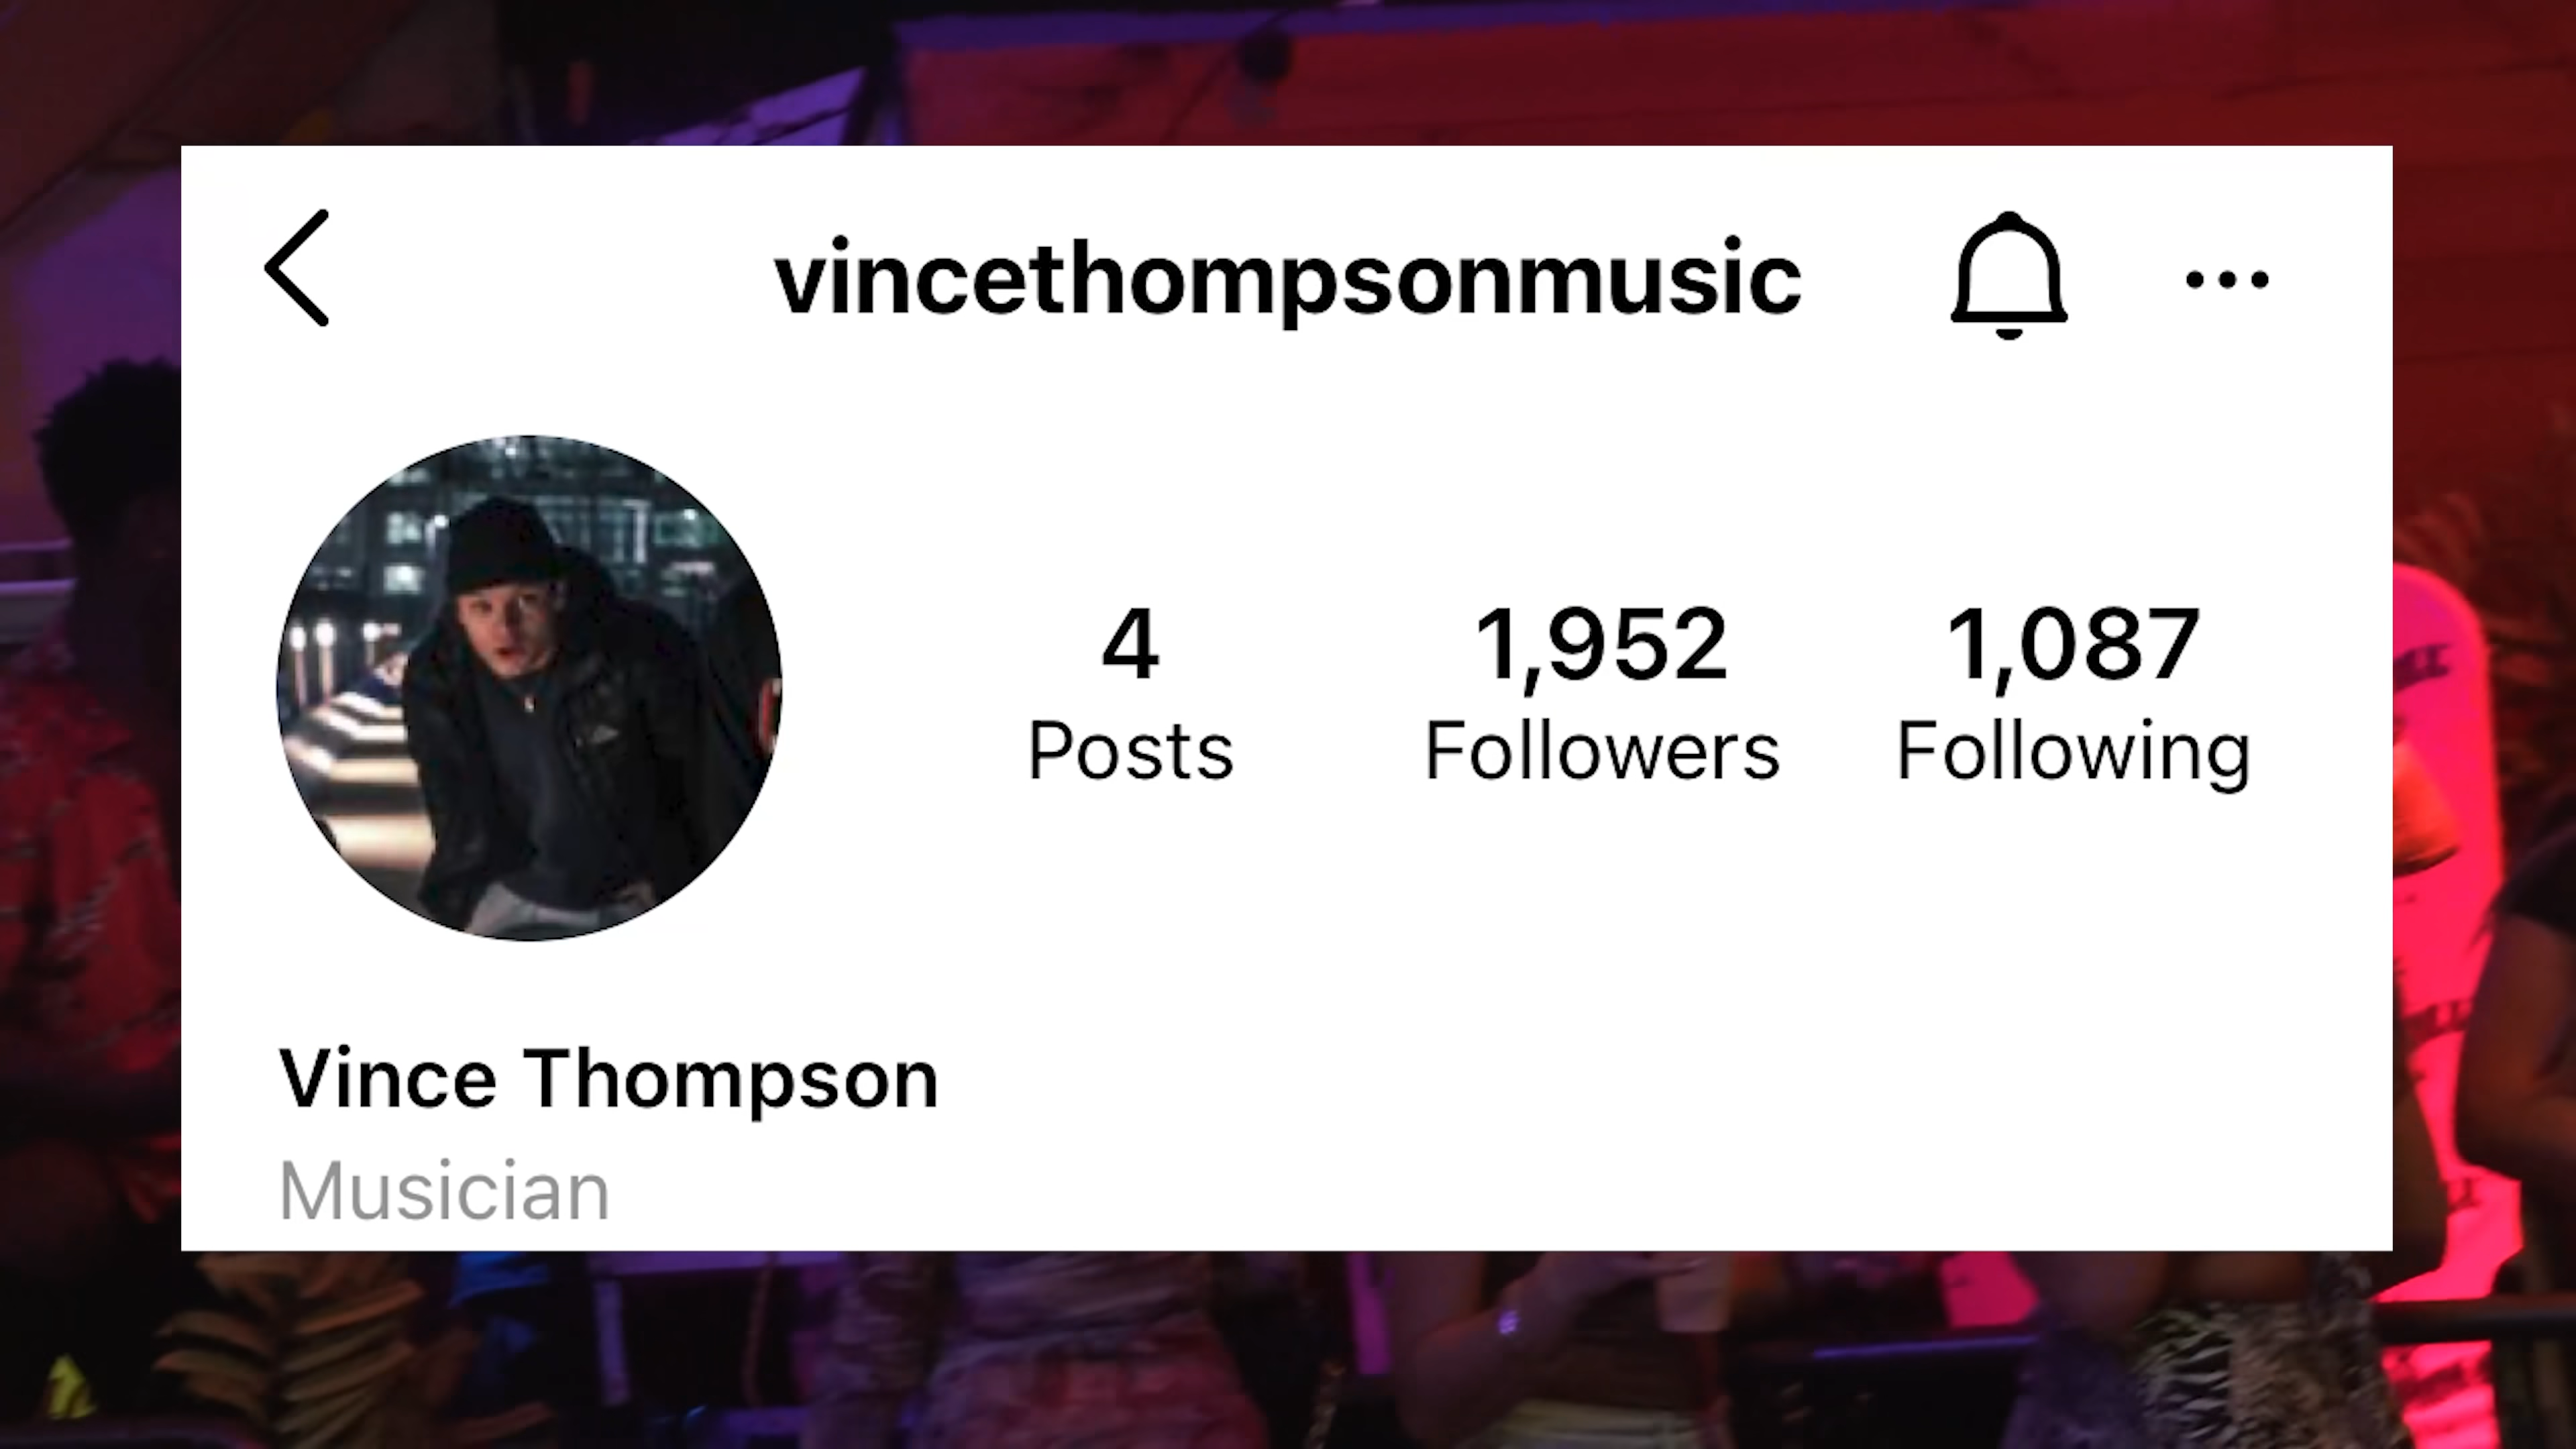 vincethompsonmusic
4
Posts
1,952
Followers
1,087
Following
Vince Thompson
Musician